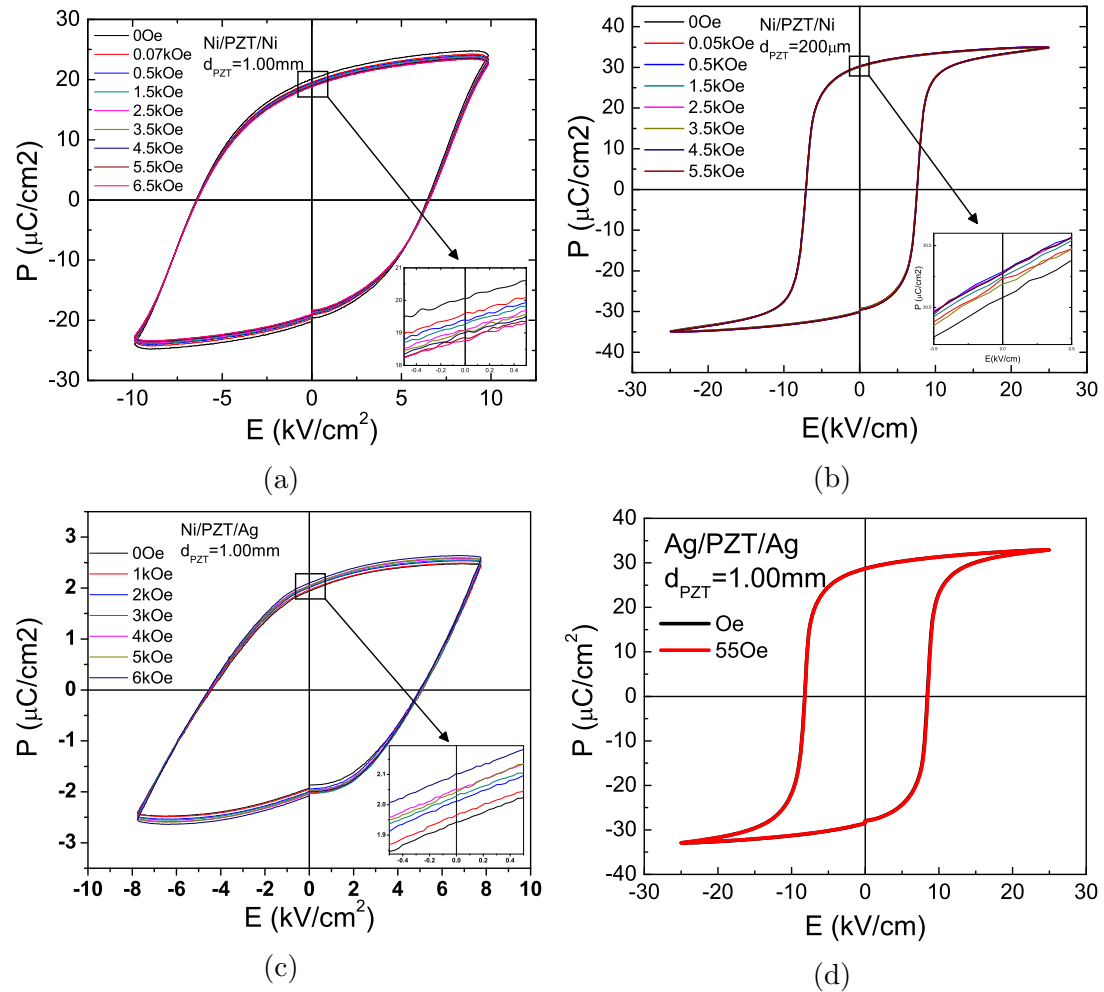 Ni/PZT/Ni
d_PZT=1.00mm
0Oe
0.07kOe
0.5kOe
1.5kOe
2.5kOe
3.5kOe
4.5kOe
5.5kOe
6.5kOe
30
20
10
0
-10
-20
-30
P (μC/cm2)
-10 -5 0 5 10
E (kV/cm²)
21
20
19
18
-0.4 -0.2 0.0 0.2 0.4
(a)
Ni/PZT/Ni
d_PZT=200μm
0Oe
0.05kOe
0.5KOe
1.5kOe
2.5kOe
3.5kOe
4.5kOe
5.5kOe
40
30
20
10
0
-10
-20
-30
-40
P (μC/cm2)
-30 -20 -10 0 10 20 30
E(kV/cm)
P (μC/cm2)
0.0
E(kV/cm)
(b)
Ni/PZT/Ag
d_PZT=1.00mm
0Oe
1kOe
2kOe
3kOe
4kOe
5kOe
6kOe
3
2
1
0
-1
-2
-3
P (μC/cm2)
-10 -8 -6 -4 -2 0 2 4 6 8 10
E (kV/cm²)
2.1
2.0
1.9
-0.4 -0.2 0.0 0.2 0.4
(c)
Ag/PZT/Ag
d_PZT=1.00mm
Oe
55Oe
40
30
20
10
0
-10
-20
-30
-40
P (μC/cm²)
-30 -20 -10 0 10 20 30
E (kV/cm)
(d)